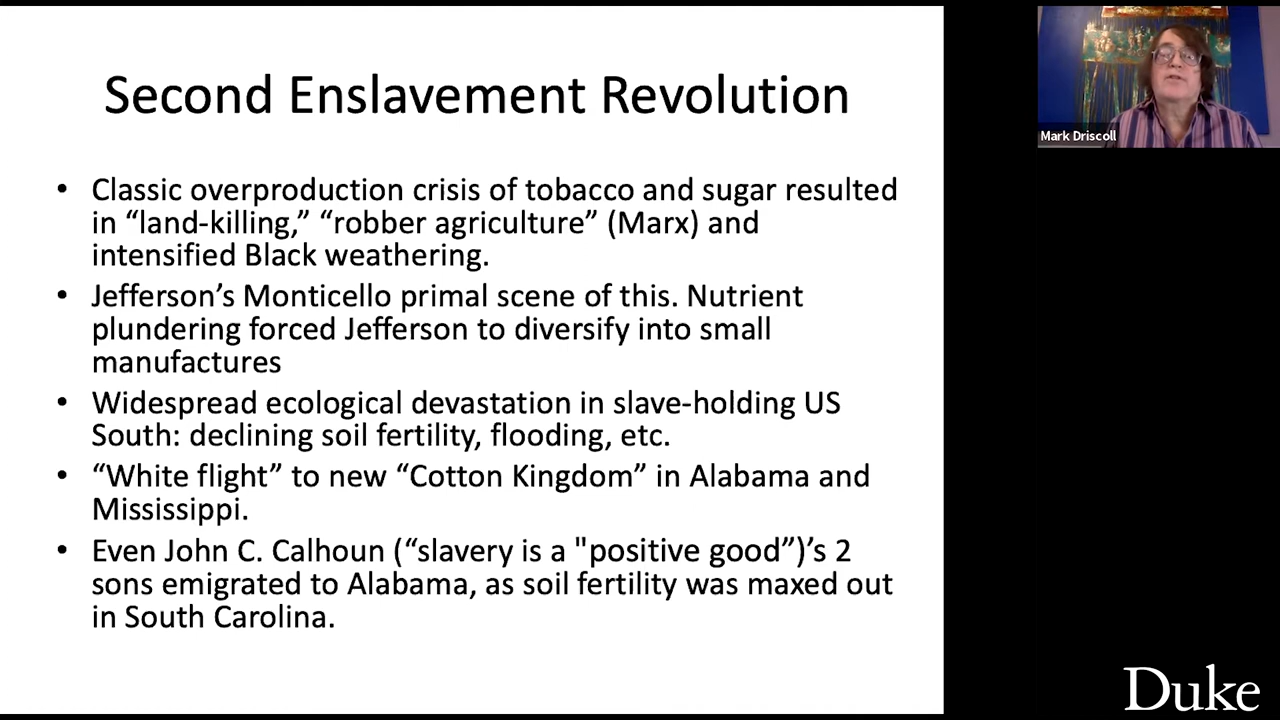 Second Enslavement Revolution
• Classic overproduction crisis of tobacco and sugar resulted
in “land-killing,” “robber agriculture” (Marx) and
intensified Black weathering.
• Jefferson’s Monticello primal scene of this. Nutrient
plundering forced Jefferson to diversify into small
manufactures
• Widespread ecological devastation in slave-holding US
South: declining soil fertility, flooding, etc.
• “White flight” to new “Cotton Kingdom” in Alabama and
Mississippi.
• Even John C. Calhoun (“slavery is a "positive good”)’s 2
sons emigrated to Alabama, as soil fertility was maxed out
in South Carolina.
Mark Driscoll
Duke